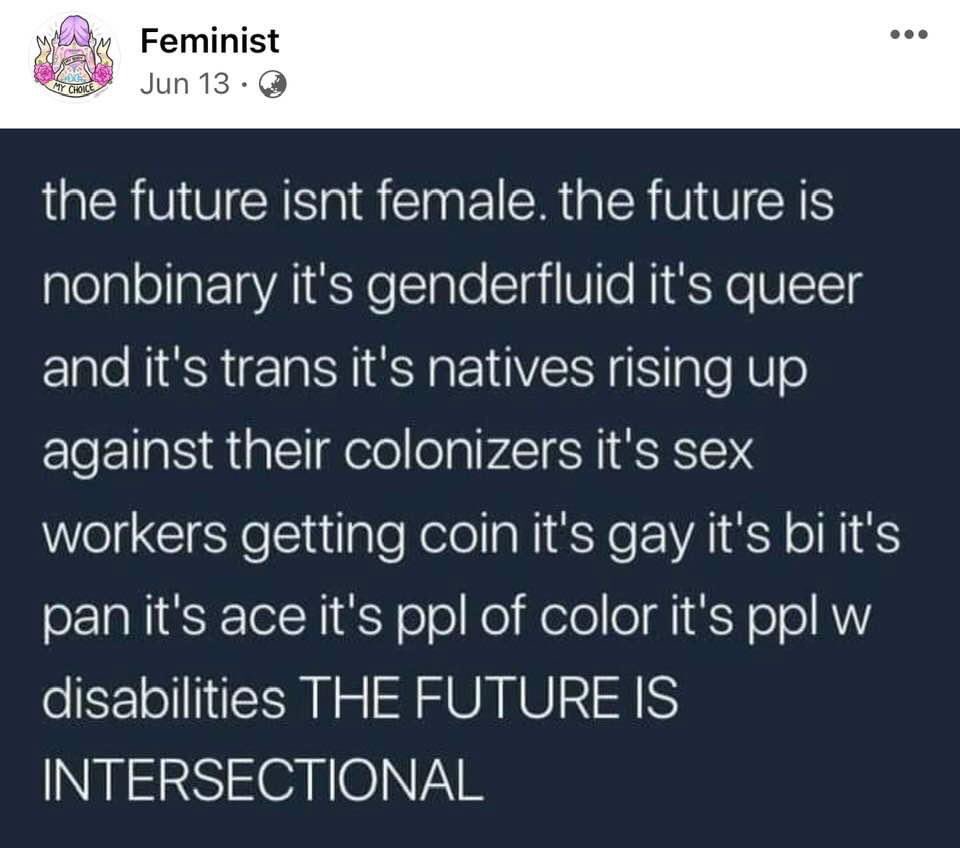 Feminist
Jun 13 ·
MY CHOICE
the future isnt female. the future is
nonbinary it's genderfluid it's queer
and it's trans it's natives rising up
against their colonizers it's sex
workers getting coin it's gay it's bi it's
pan it's ace it's ppl of color it's ppl w
disabilities THE FUTURE IS
INTERSECTIONAL